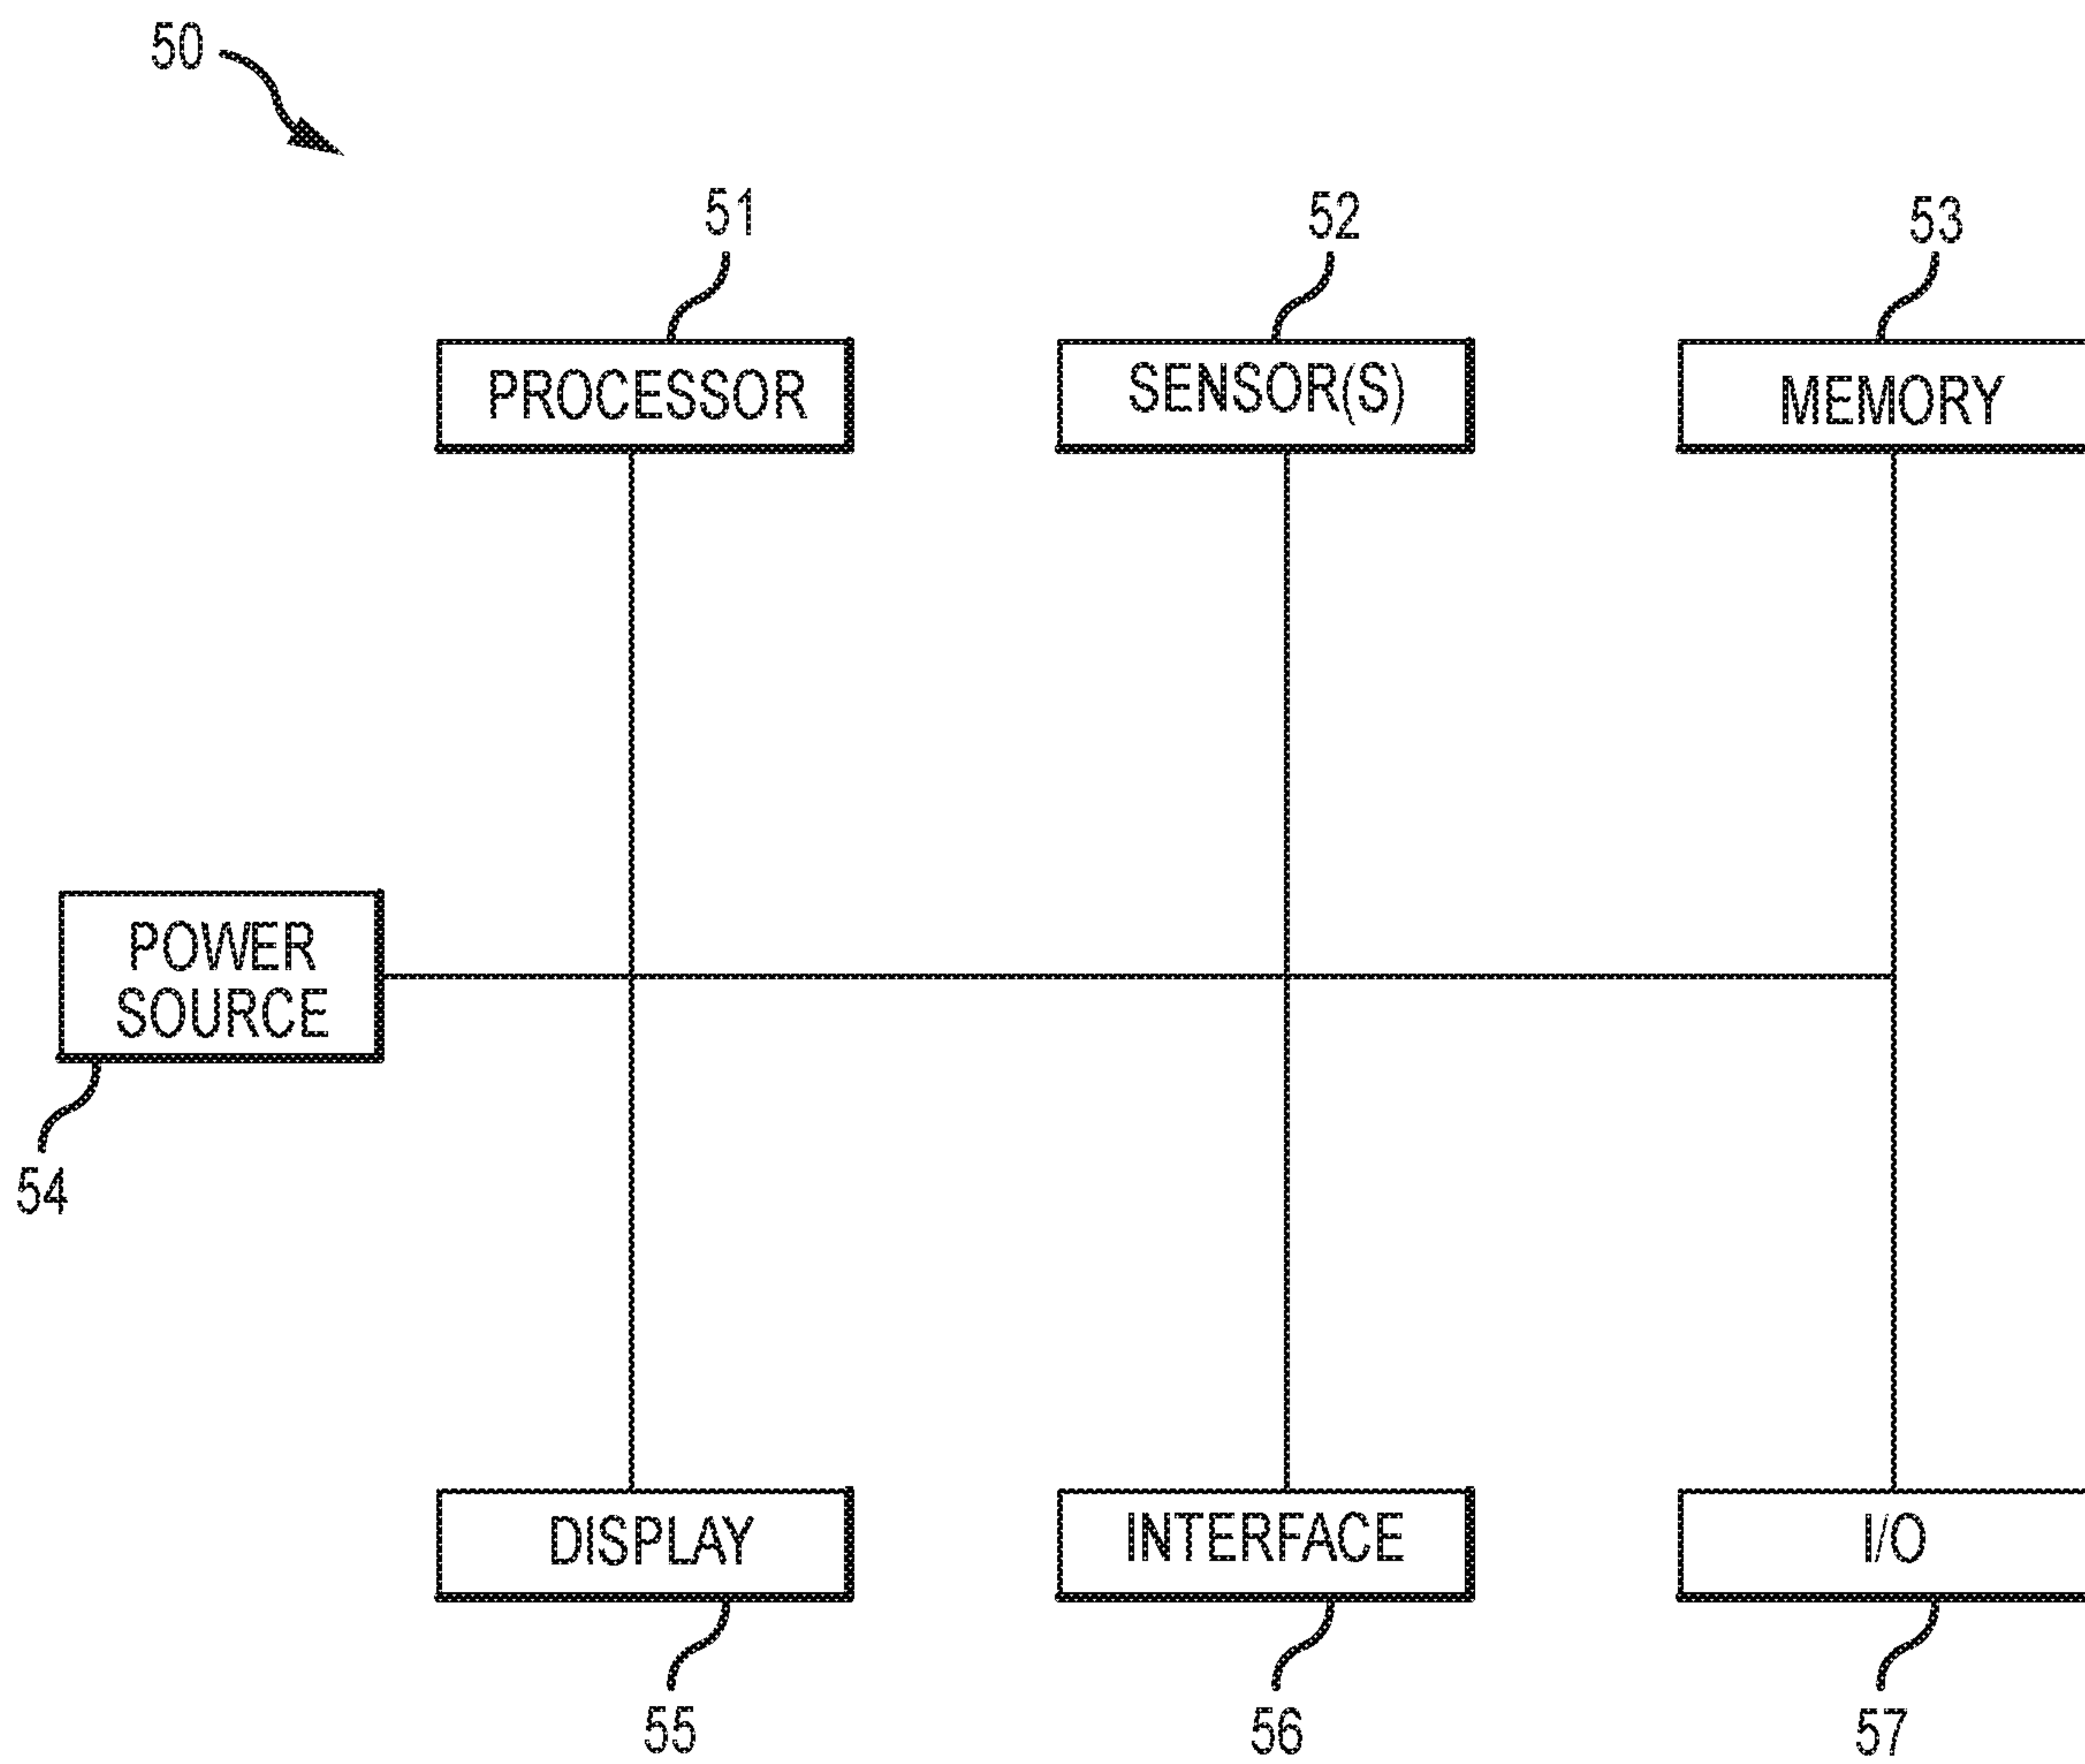 50
51
52
53
PROCESSOR
SENSOR(S)
MEMORY
POWER
SOURCE
54
DISPLAY
INTERFACE
I/O
55
56
57